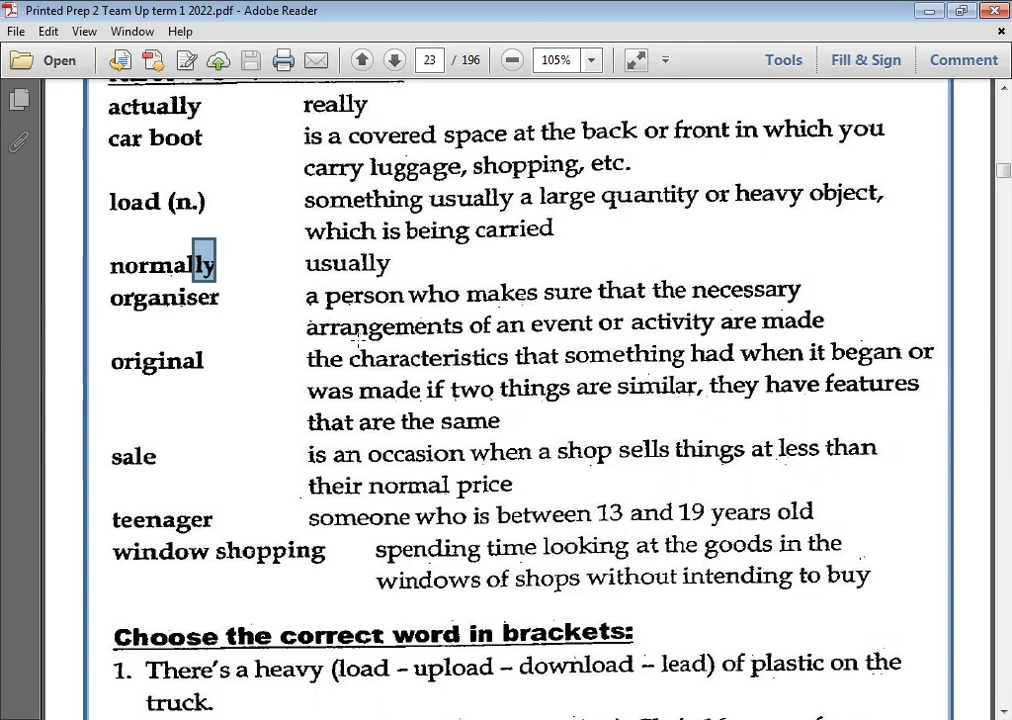 Printed Prep 2 Team Up term 1 2022.pdf - Adobe Reader
File Edit View Window Help
Open 23 / 196 105% Tools Fill & Sign Comment
actually really
car boot is a covered space at the back or front in which you
carry luggage, shopping, etc.
load (n.) something usually a large quantity or heavy object,
which is being carried
normally usually
organiser a person who makes sure that the necessary
arrangements of an event or activity are made
original the characteristics that something had when it began or
was made if two things are similar, they have features
that are the same
sale is an occasion when a shop sells things at less than
their normal price
teenager someone who is between 13 and 19 years old
window shopping spending time looking at the goods in the
windows of shops without intending to buy
Choose the correct word in brackets:
1. There's a heavy (load – upload – download – lead) of plastic on the
truck.